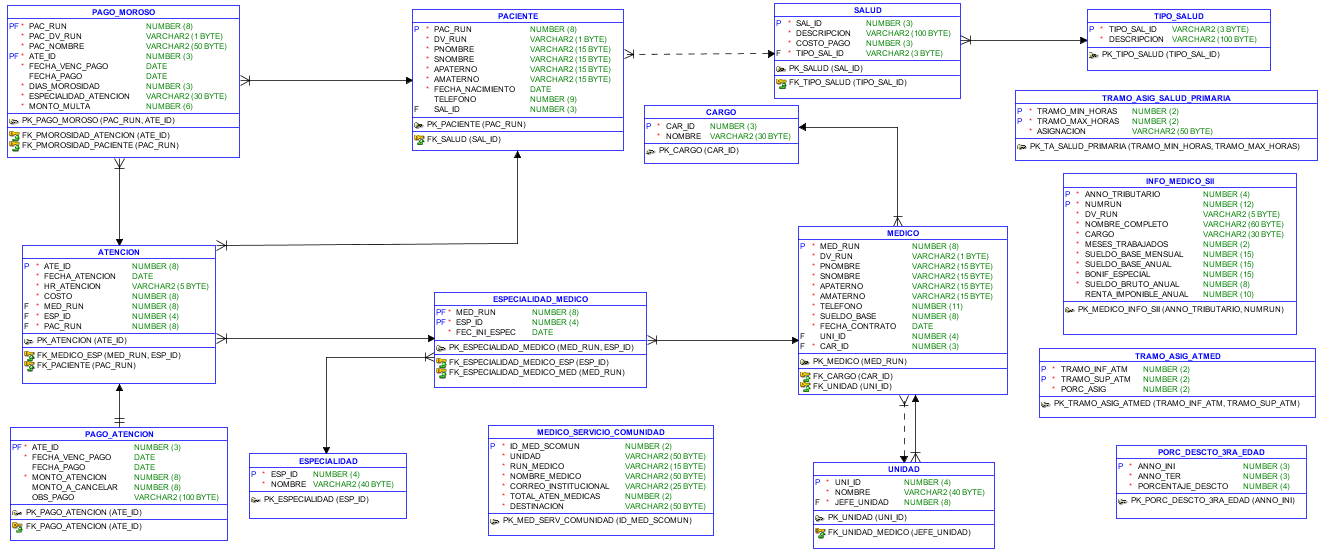 PAGO_MOROSO
PF * PAC_RUN NUMBER (8)
* PAC_DV_RUN VARCHAR2 (1 BYTE)
* PAC_NOMBRE VARCHAR2 (50 BYTE)
PF * ATE_ID NUMBER (3)
* FECHA_VENC_PAGO DATE
FECHA_PAGO DATE
* DIAS_MOROSIDAD NUMBER (3)
* ESPECIALIDAD_ATENCION VARCHAR2 (30 BYTE)
* MONTO_MULTA NUMBER (6)
PK_PAGO_MOROSO (PAC_RUN, ATE_ID)
FK_PMOROSIDAD_ATENCION (ATE_ID)
FK_PMOROSIDAD_PACIENTE (PAC_RUN)
PACIENTE
P * PAC_RUN NUMBER (8)
* DV_RUN VARCHAR2 (1 BYTE)
* PNOMBRE VARCHAR2 (15 BYTE)
* SNOMBRE VARCHAR2 (15 BYTE)
* APATERNO VARCHAR2 (15 BYTE)
* AMATERNO VARCHAR2 (15 BYTE)
* FECHA_NACIMIENTO DATE
TELEFONO NUMBER (9)
F SAL_ID NUMBER (3)
PK_PACIENTE (PAC_RUN)
FK_SALUD (SAL_ID)
SALUD
P * SAL_ID NUMBER (3)
* DESCRIPCION VARCHAR2 (100 BYTE)
* COSTO_PAGO NUMBER (3)
F * TIPO_SAL_ID VARCHAR2 (3 BYTE)
PK_SALUD (SAL_ID)
FK_TIPO_SALUD (TIPO_SAL_ID)
TIPO_SALUD
P * TIPO_SAL_ID VARCHAR2 (3 BYTE)
* DESCRIPCION VARCHAR2 (100 BYTE)
PK_TIPO_SALUD (TIPO_SAL_ID)
CARGO
P * CAR_ID NUMBER (3)
* NOMBRE VARCHAR2 (30 BYTE)
PK_CARGO (CAR_ID)
TRAMO_ASIG_SALUD_PRIMARIA
P * TRAMO_MIN_HORAS NUMBER (2)
P * TRAMO_MAX_HORAS NUMBER (2)
* ASIGNACION VARCHAR2 (50 BYTE)
PK_TA_SALUD_PRIMARIA (TRAMO_MIN_HORAS, TRAMO_MAX_HORAS)
INFO_MEDICO_SII
P * ANNO_TRIBUTARIO NUMBER (4)
P * NUMRUN NUMBER (12)
* DV_RUN VARCHAR2 (5 BYTE)
* NOMBRE_COMPLETO VARCHAR2 (60 BYTE)
* CARGO VARCHAR2 (30 BYTE)
* MESES_TRABAJADOS NUMBER (2)
* SUELDO_BASE_MENSUAL NUMBER (15)
* SUELDO_BASE_ANUAL NUMBER (15)
* BONIF_ESPECIAL NUMBER (15)
* SUELDO_BRUTO_ANUAL NUMBER (8)
RENTA_IMPONIBLE_ANUAL NUMBER (10)
PK_MEDICO_INFO_SII (ANNO_TRIBUTARIO, NUMRUN)
ATENCION
P * ATE_ID NUMBER (8)
* FECHA_ATENCION DATE
* HR_ATENCION VARCHAR2 (5 BYTE)
* COSTO NUMBER (8)
F * MED_RUN NUMBER (8)
F * ESP_ID NUMBER (4)
F * PAC_RUN NUMBER (8)
PK_ATENCION (ATE_ID)
FK_MEDICO_ESP (MED_RUN, ESP_ID)
FK_PACIENTE (PAC_RUN)
MEDICO
P * MED_RUN NUMBER (8)
* DV_RUN VARCHAR2 (1 BYTE)
* PNOMBRE VARCHAR2 (15 BYTE)
* SNOMBRE VARCHAR2 (15 BYTE)
* APATERNO VARCHAR2 (15 BYTE)
* AMATERNO VARCHAR2 (15 BYTE)
* TELEFONO NUMBER (11)
* SUELDO_BASE NUMBER (8)
* FECHA_CONTRATO DATE
F UNI_ID NUMBER (4)
F * CAR_ID NUMBER (3)
PK_MEDICO (MED_RUN)
FK_CARGO (CAR_ID)
FK_UNIDAD (UNI_ID)
ESPECIALIDAD_MEDICO
PF * MED_RUN NUMBER (8)
PF * ESP_ID NUMBER (4)
* FEC_INI_ESPEC DATE
PK_ESPECIALIDAD_MEDICO (MED_RUN, ESP_ID)
FK_ESPECIALIDAD_MEDICO_ESP (ESP_ID)
FK_ESPECIALIDAD_MEDICO_MED (MED_RUN)
TRAMO_ASIG_ATMED
P * TRAMO_INF_ATM NUMBER (2)
P * TRAMO_SUP_ATM NUMBER (2)
* PORC_ASIG NUMBER (2)
PK_TRAMO_ASIG_ATMED (TRAMO_INF_ATM, TRAMO_SUP_ATM)
PAGO_ATENCION
PF * ATE_ID NUMBER (3)
* FECHA_VENC_PAGO DATE
FECHA_PAGO DATE
* MONTO_ATENCION NUMBER (8)
MONTO_A_CANCELAR NUMBER (8)
OBS_PAGO VARCHAR2 (100 BYTE)
PK_PAGO_ATENCION (ATE_ID)
FK_PAGO_ATENCION (ATE_ID)
ESPECIALIDAD
P * ESP_ID NUMBER (4)
* NOMBRE VARCHAR2 (40 BYTE)
PK_ESPECIALIDAD (ESP_ID)
MEDICO_SERVICIO_COMUNIDAD
P * ID_MED_SCOMUN NUMBER (2)
* UNIDAD VARCHAR2 (50 BYTE)
* RUN_MEDICO VARCHAR2 (15 BYTE)
* NOMBRE_MEDICO VARCHAR2 (50 BYTE)
* CORREO_INSTITUCIONAL VARCHAR2 (25 BYTE)
* TOTAL_ATEN_MEDICAS NUMBER (2)
* DESTINACION VARCHAR2 (50 BYTE)
PK_MED_SERV_COMUNIDAD (ID_MED_SCOMUN)
UNIDAD
P * UNI_ID NUMBER (4)
* NOMBRE VARCHAR2 (40 BYTE)
F * JEFE_UNIDAD NUMBER (8)
PK_UNIDAD (UNI_ID)
FK_UNIDAD_MEDICO (JEFE_UNIDAD)
PORC_DESCTO_3RA_EDAD
P * ANNO_INI NUMBER (3)
* ANNO_TER NUMBER (3)
* PORCENTAJE_DESCTO NUMBER (4)
PK_PORC_DESCTO_3RA_EDAD (ANNO_INI)